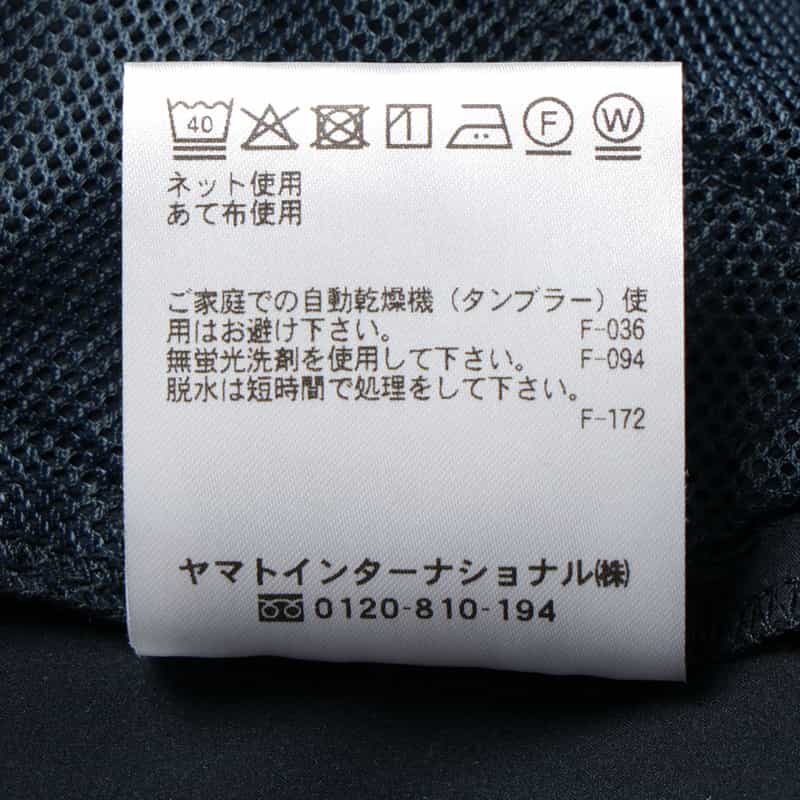 40 F W
ネット使用
あて布使用
ご家庭での自動乾燥機（タンブラー）使
用はお避け下さい。 F-036
無蛍光洗剤を使用して下さい。 F-094
脱水は短時間で処理をして下さい。
F-172
ヤマトインターナショナル㈱
0120-810-194